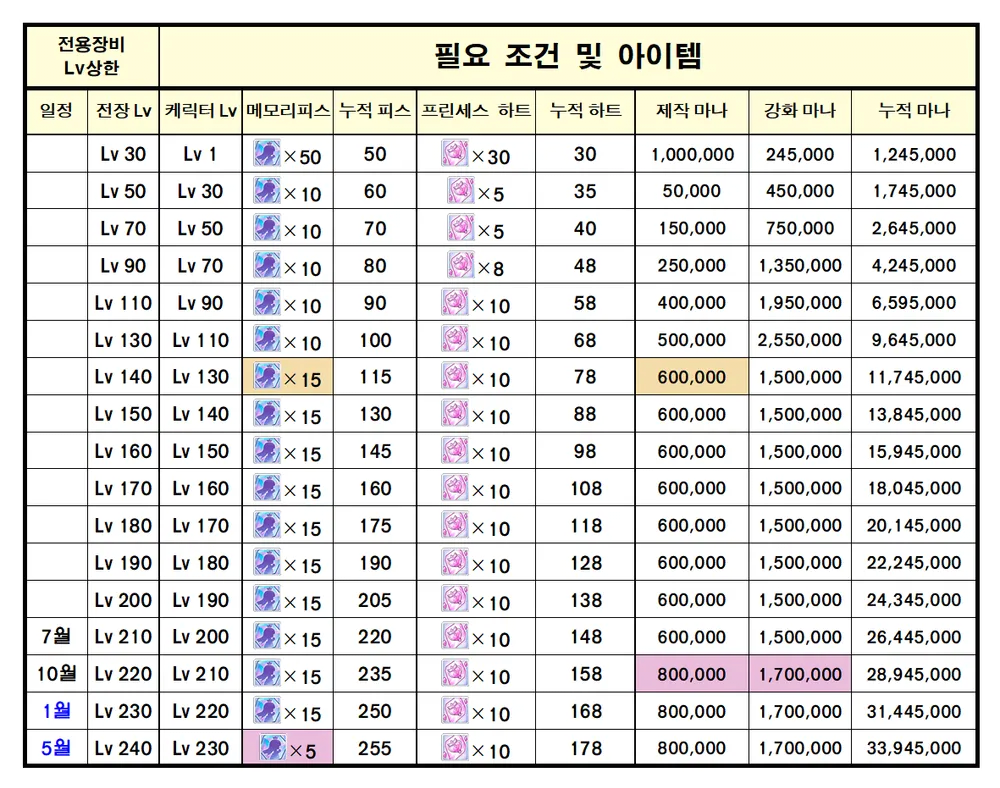 전용장비
Lv상한
필요 조건 및 아이템
일정 전장 Lv 케릭터 Lv 메모리피스 누적 피스 프린세스 하트 누적 하트 제작 마나 강화 마나 누적 마나
Lv 30 Lv 1 ×50 50 ×30 30 1,000,000 245,000 1,245,000
Lv 50 Lv 30 ×10 60 ×5 35 50,000 450,000 1,745,000
Lv 70 Lv 50 ×10 70 ×5 40 150,000 750,000 2,645,000
Lv 90 Lv 70 ×10 80 ×8 48 250,000 1,350,000 4,245,000
Lv 110 Lv 90 ×10 90 ×10 58 400,000 1,950,000 6,595,000
Lv 130 Lv 110 ×10 100 ×10 68 500,000 2,550,000 9,645,000
Lv 140 Lv 130 ×15 115 ×10 78 600,000 1,500,000 11,745,000
Lv 150 Lv 140 ×15 130 ×10 88 600,000 1,500,000 13,845,000
Lv 160 Lv 150 ×15 145 ×10 98 600,000 1,500,000 15,945,000
Lv 170 Lv 160 ×15 160 ×10 108 600,000 1,500,000 18,045,000
Lv 180 Lv 170 ×15 175 ×10 118 600,000 1,500,000 20,145,000
Lv 190 Lv 180 ×15 190 ×10 128 600,000 1,500,000 22,245,000
Lv 200 Lv 190 ×15 205 ×10 138 600,000 1,500,000 24,345,000
7월 Lv 210 Lv 200 ×15 220 ×10 148 600,000 1,500,000 26,445,000
10월 Lv 220 Lv 210 ×15 235 ×10 158 800,000 1,700,000 28,945,000
1월 Lv 230 Lv 220 ×15 250 ×10 168 800,000 1,700,000 31,445,000
5월 Lv 240 Lv 230 ×5 255 ×10 178 800,000 1,700,000 33,945,000